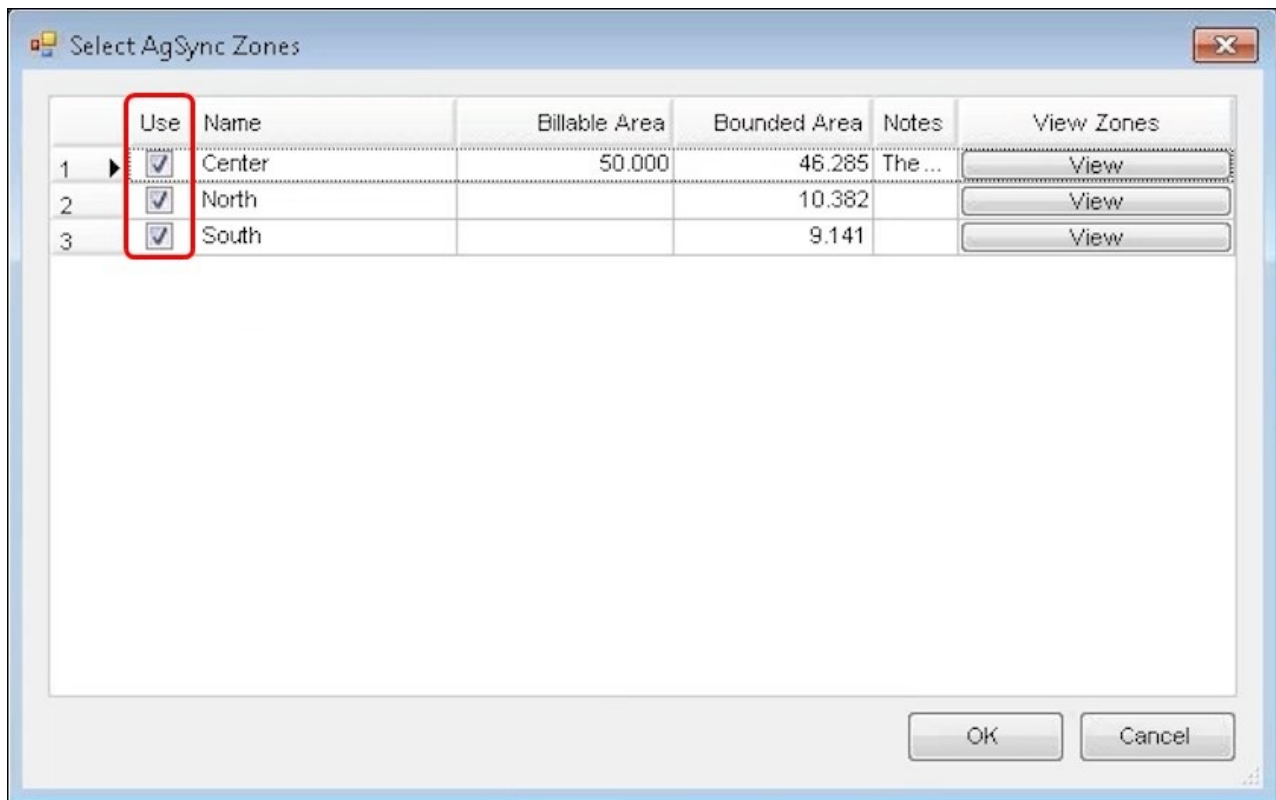 Select AgSync Zones
Use Name Billable Area Bounded Area Notes View Zones
1 Center 50.000 46.285 The ... View
2 North 10.382 View
3 South 9.141 View
OK Cancel